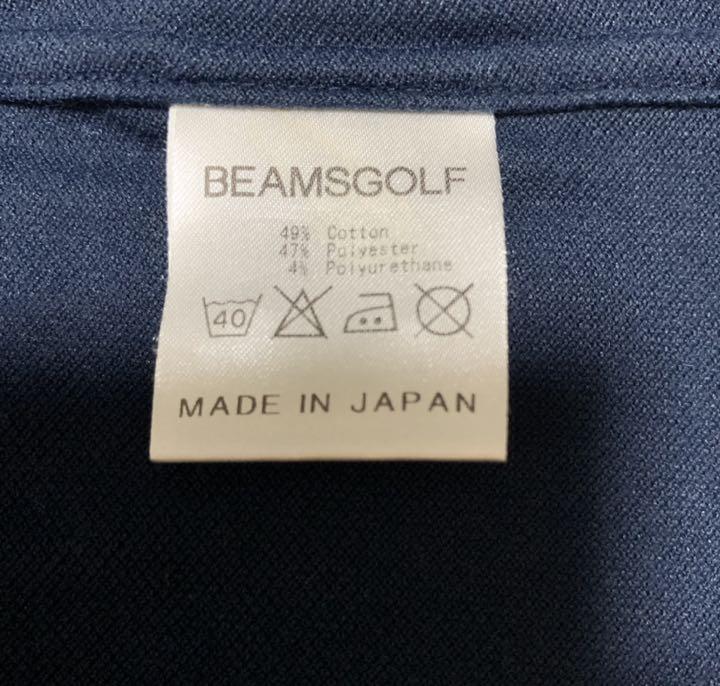 BEAMSGOLF
49% Cotton
47% Polyester
4% Polyurethane
40
MADE IN JAPAN